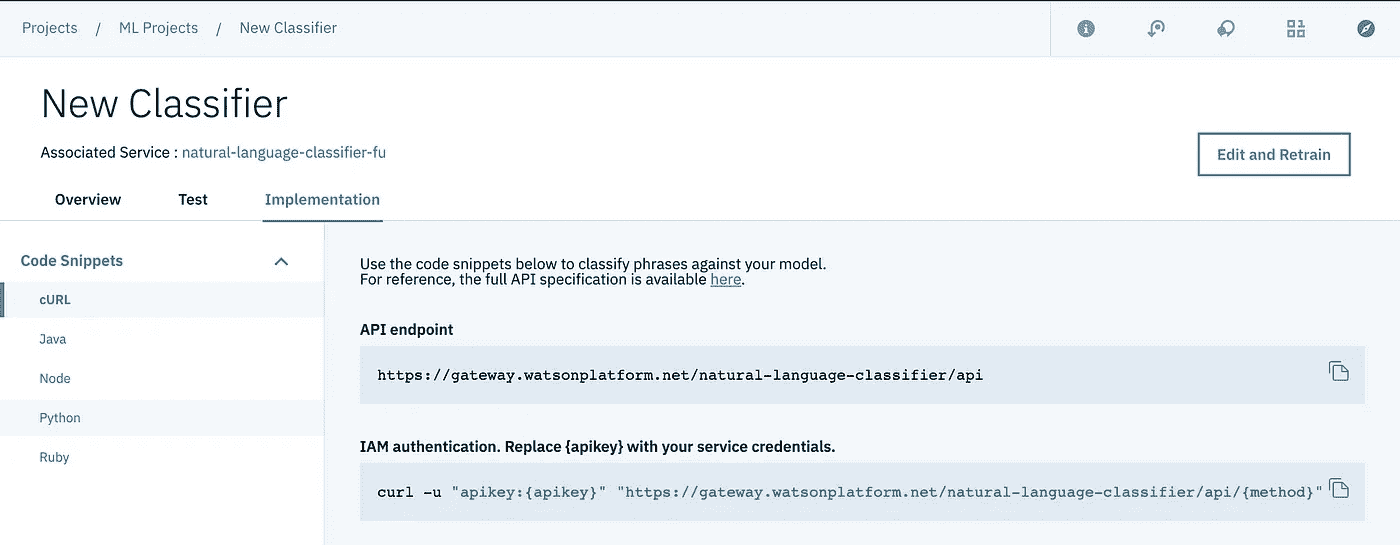 Projects / ML Projects / New Classifier
New Classifier
Associated Service : natural-language-classifier-fu
Edit and Retrain
Overview Test Implementation
Code Snippets
cURL
Java
Node
Python
Ruby
Use the code snippets below to classify phrases against your model.
For reference, the full API specification is available here.
API endpoint
https://gateway.watsonplatform.net/natural-language-classifier/api
IAM authentication. Replace {apikey} with your service credentials.
curl -u "apikey:{apikey}" "https://gateway.watsonplatform.net/natural-language-classifier/api/{method}"